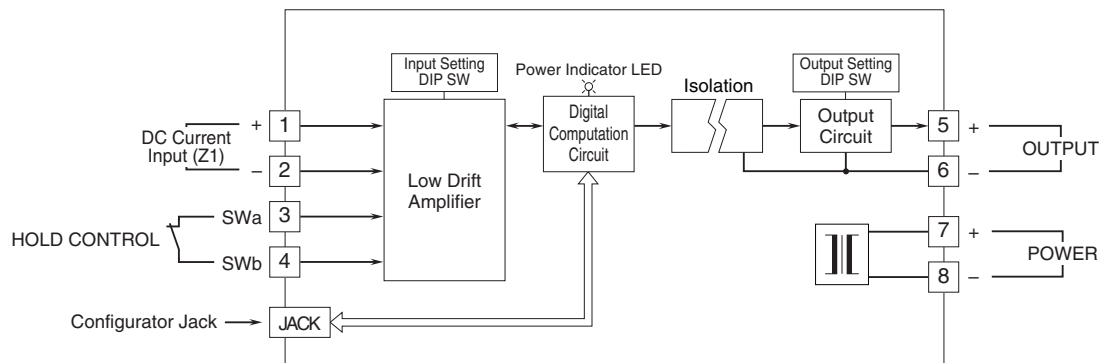 Input Setting
DIP SW
Power Indicator LED
Isolation
Output Setting
DIP SW
DC Current
Input (Z1)
+
1
–
2
Low Drift
Amplifier
Digital
Computation
Circuit
Output
Circuit
5
+
6
–
OUTPUT
HOLD CONTROL
SWa
3
SWb
4
7
+
8
–
POWER
Configurator Jack
JACK